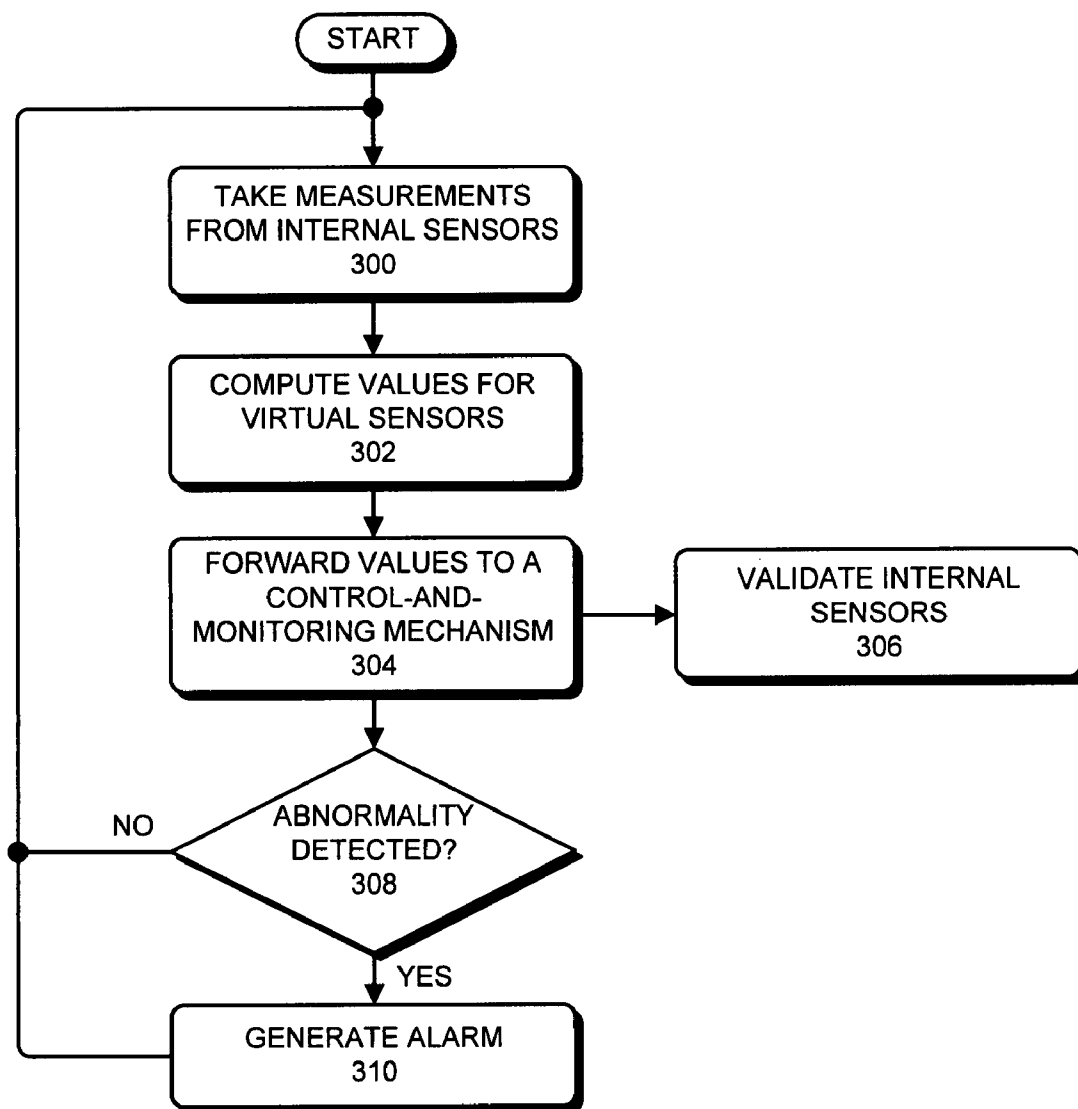 START
TAKE MEASUREMENTS
FROM INTERNAL SENSORS
300
COMPUTE VALUES FOR
VIRTUAL SENSORS
302
FORWARD VALUES TO A
CONTROL-AND-
MONITORING MECHANISM
304
VALIDATE INTERNAL
SENSORS
306
ABNORMALITY
DETECTED?
308
NO
YES
GENERATE ALARM
310